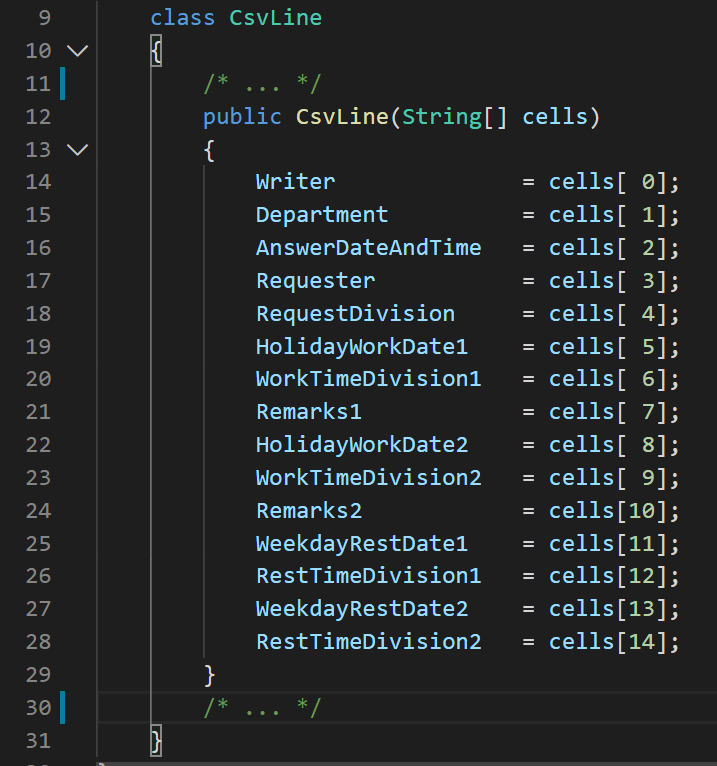 9 class CsvLine
10 {
11 /* ... */
12 public CsvLine(String[] cells)
13 {
14 Writer = cells[ 0];
15 Department = cells[ 1];
16 AnswerDateAndTime = cells[ 2];
17 Requester = cells[ 3];
18 RequestDivision = cells[ 4];
19 HolidayWorkDate1 = cells[ 5];
20 WorkTimeDivision1 = cells[ 6];
21 Remarks1 = cells[ 7];
22 HolidayWorkDate2 = cells[ 8];
23 WorkTimeDivision2 = cells[ 9];
24 Remarks2 = cells[10];
25 WeekdayRestDate1 = cells[11];
26 RestTimeDivision1 = cells[12];
27 WeekdayRestDate2 = cells[13];
28 RestTimeDivision2 = cells[14];
29 }
30 /* ... */
31 }